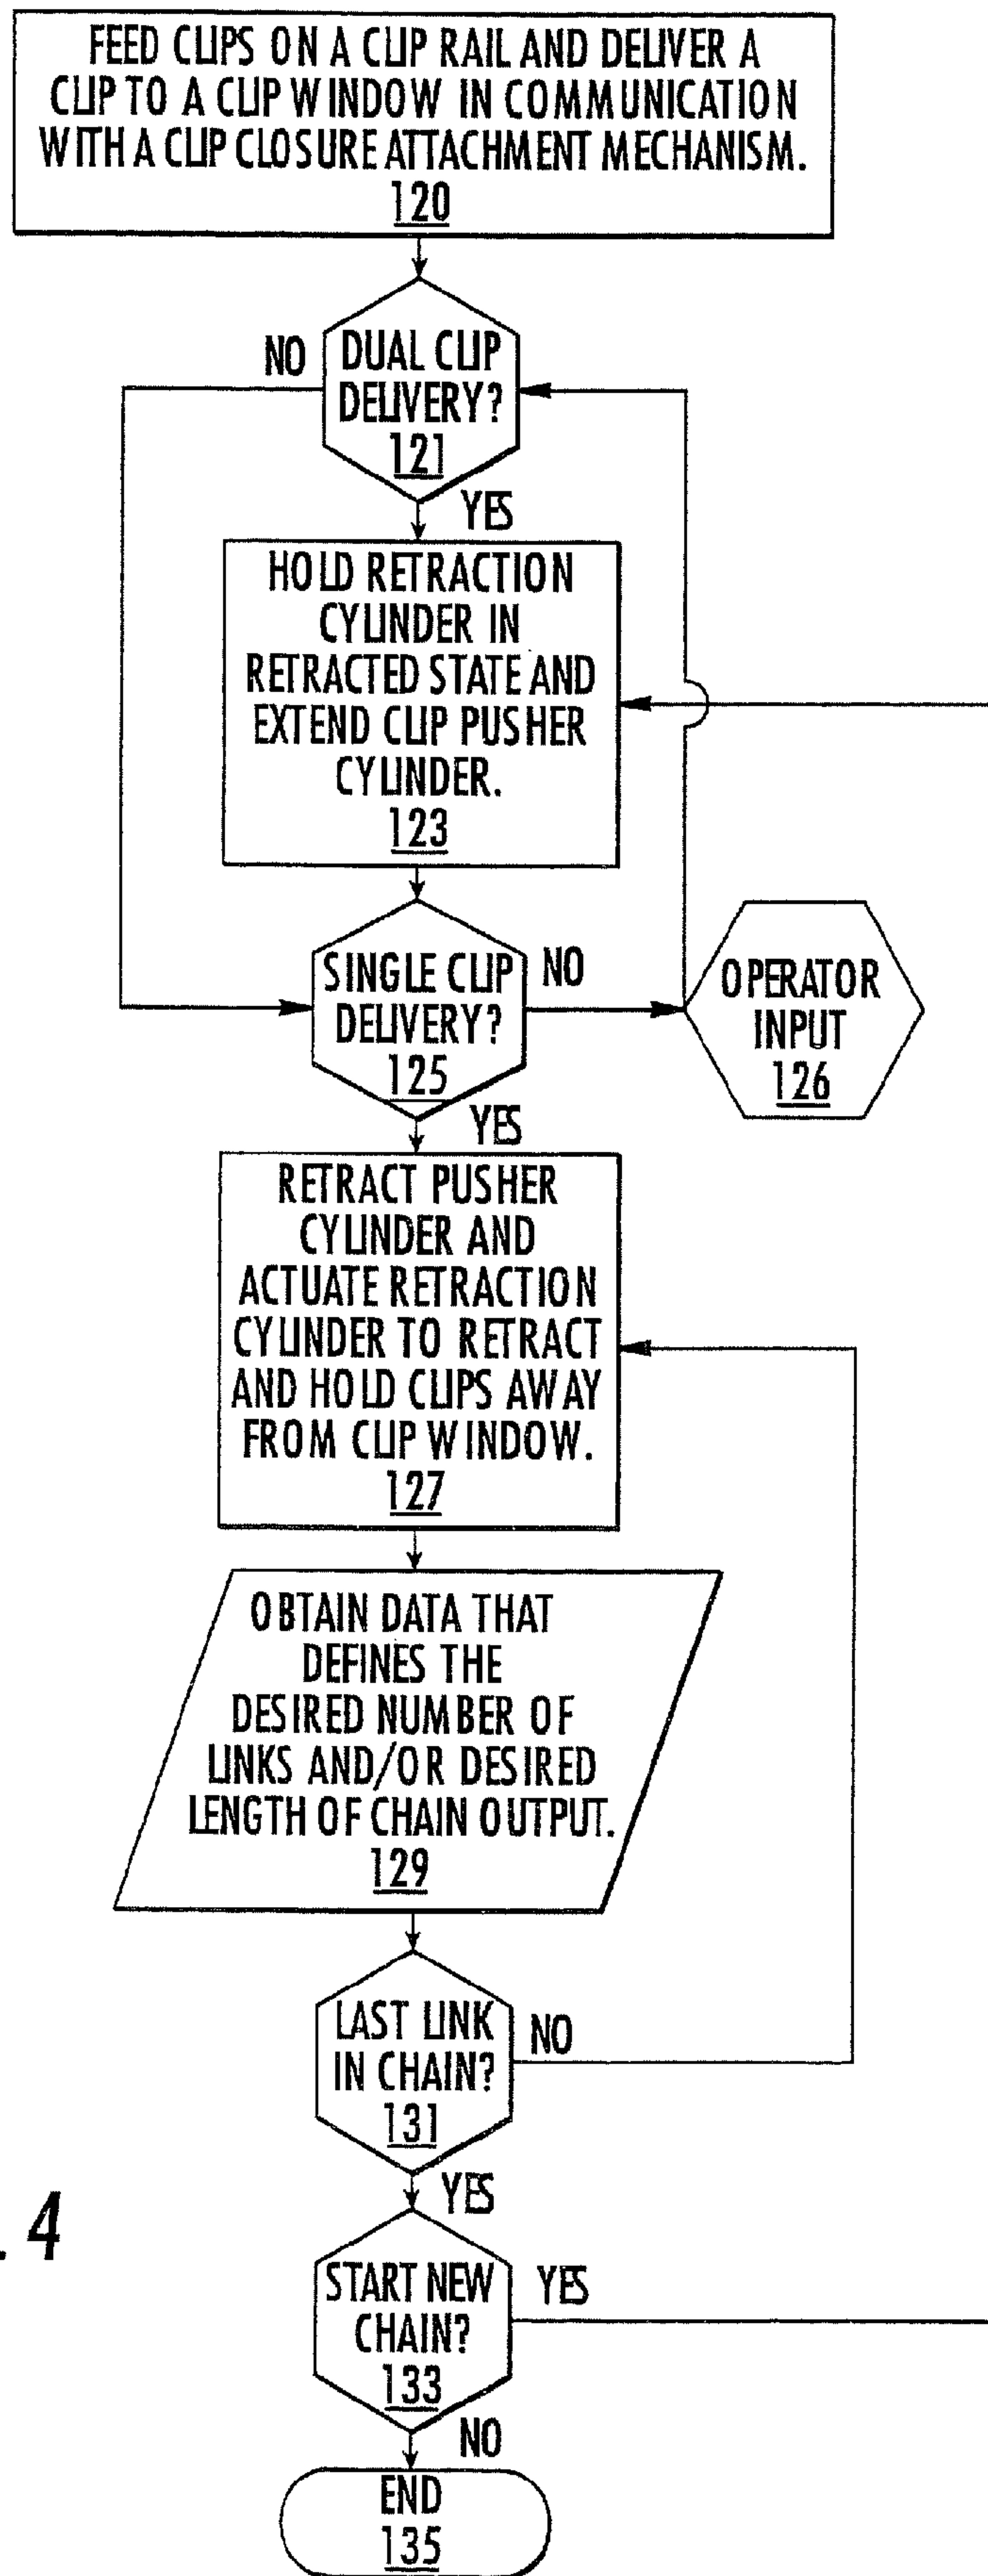 FEED CLIPS ON A CLIP RAIL AND DELIVER A
CLIP TO A CLIP WINDOW IN COMMUNICATION
WITH A CLIP CLOSURE ATTACHMENT MECHANISM.
120
NO
DUAL CLIP
DELIVERY?
121
YES
HOLD RETRACTION
CYLINDER IN
RETRACTED STATE AND
EXTEND CLIP PUSHER
CYLINDER.
123
SINGLE CLIP
DELIVERY?
125
NO
OPERATOR
INPUT
126
YES
RETRACT PUSHER
CYLINDER AND
ACTUATE RETRACTION
CYLINDER TO RETRACT
AND HOLD CLIPS AWAY
FROM CLIP WINDOW.
127
OBTAIN DATA THAT
DEFINES THE
DESIRED NUMBER OF
LINKS AND/OR DESIRED
LENGTH OF CHAIN OUTPUT.
129
LAST LINK
IN CHAIN?
131
NO
YES
. 4
START NEW
CHAIN?
133
YES
NO
END
135